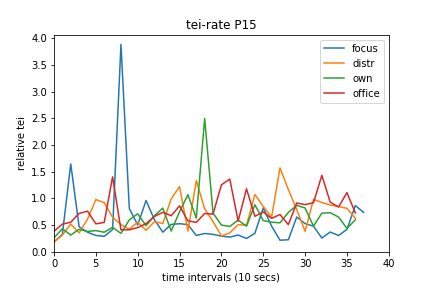 tei-rate P15
focus
distr
own
office
relative tei
4.0
3.5
3.0
2.5
2.0
1.5
1.0
0.5
0.0
0 5 10 15 20 25 30 35 40
time intervals (10 secs)